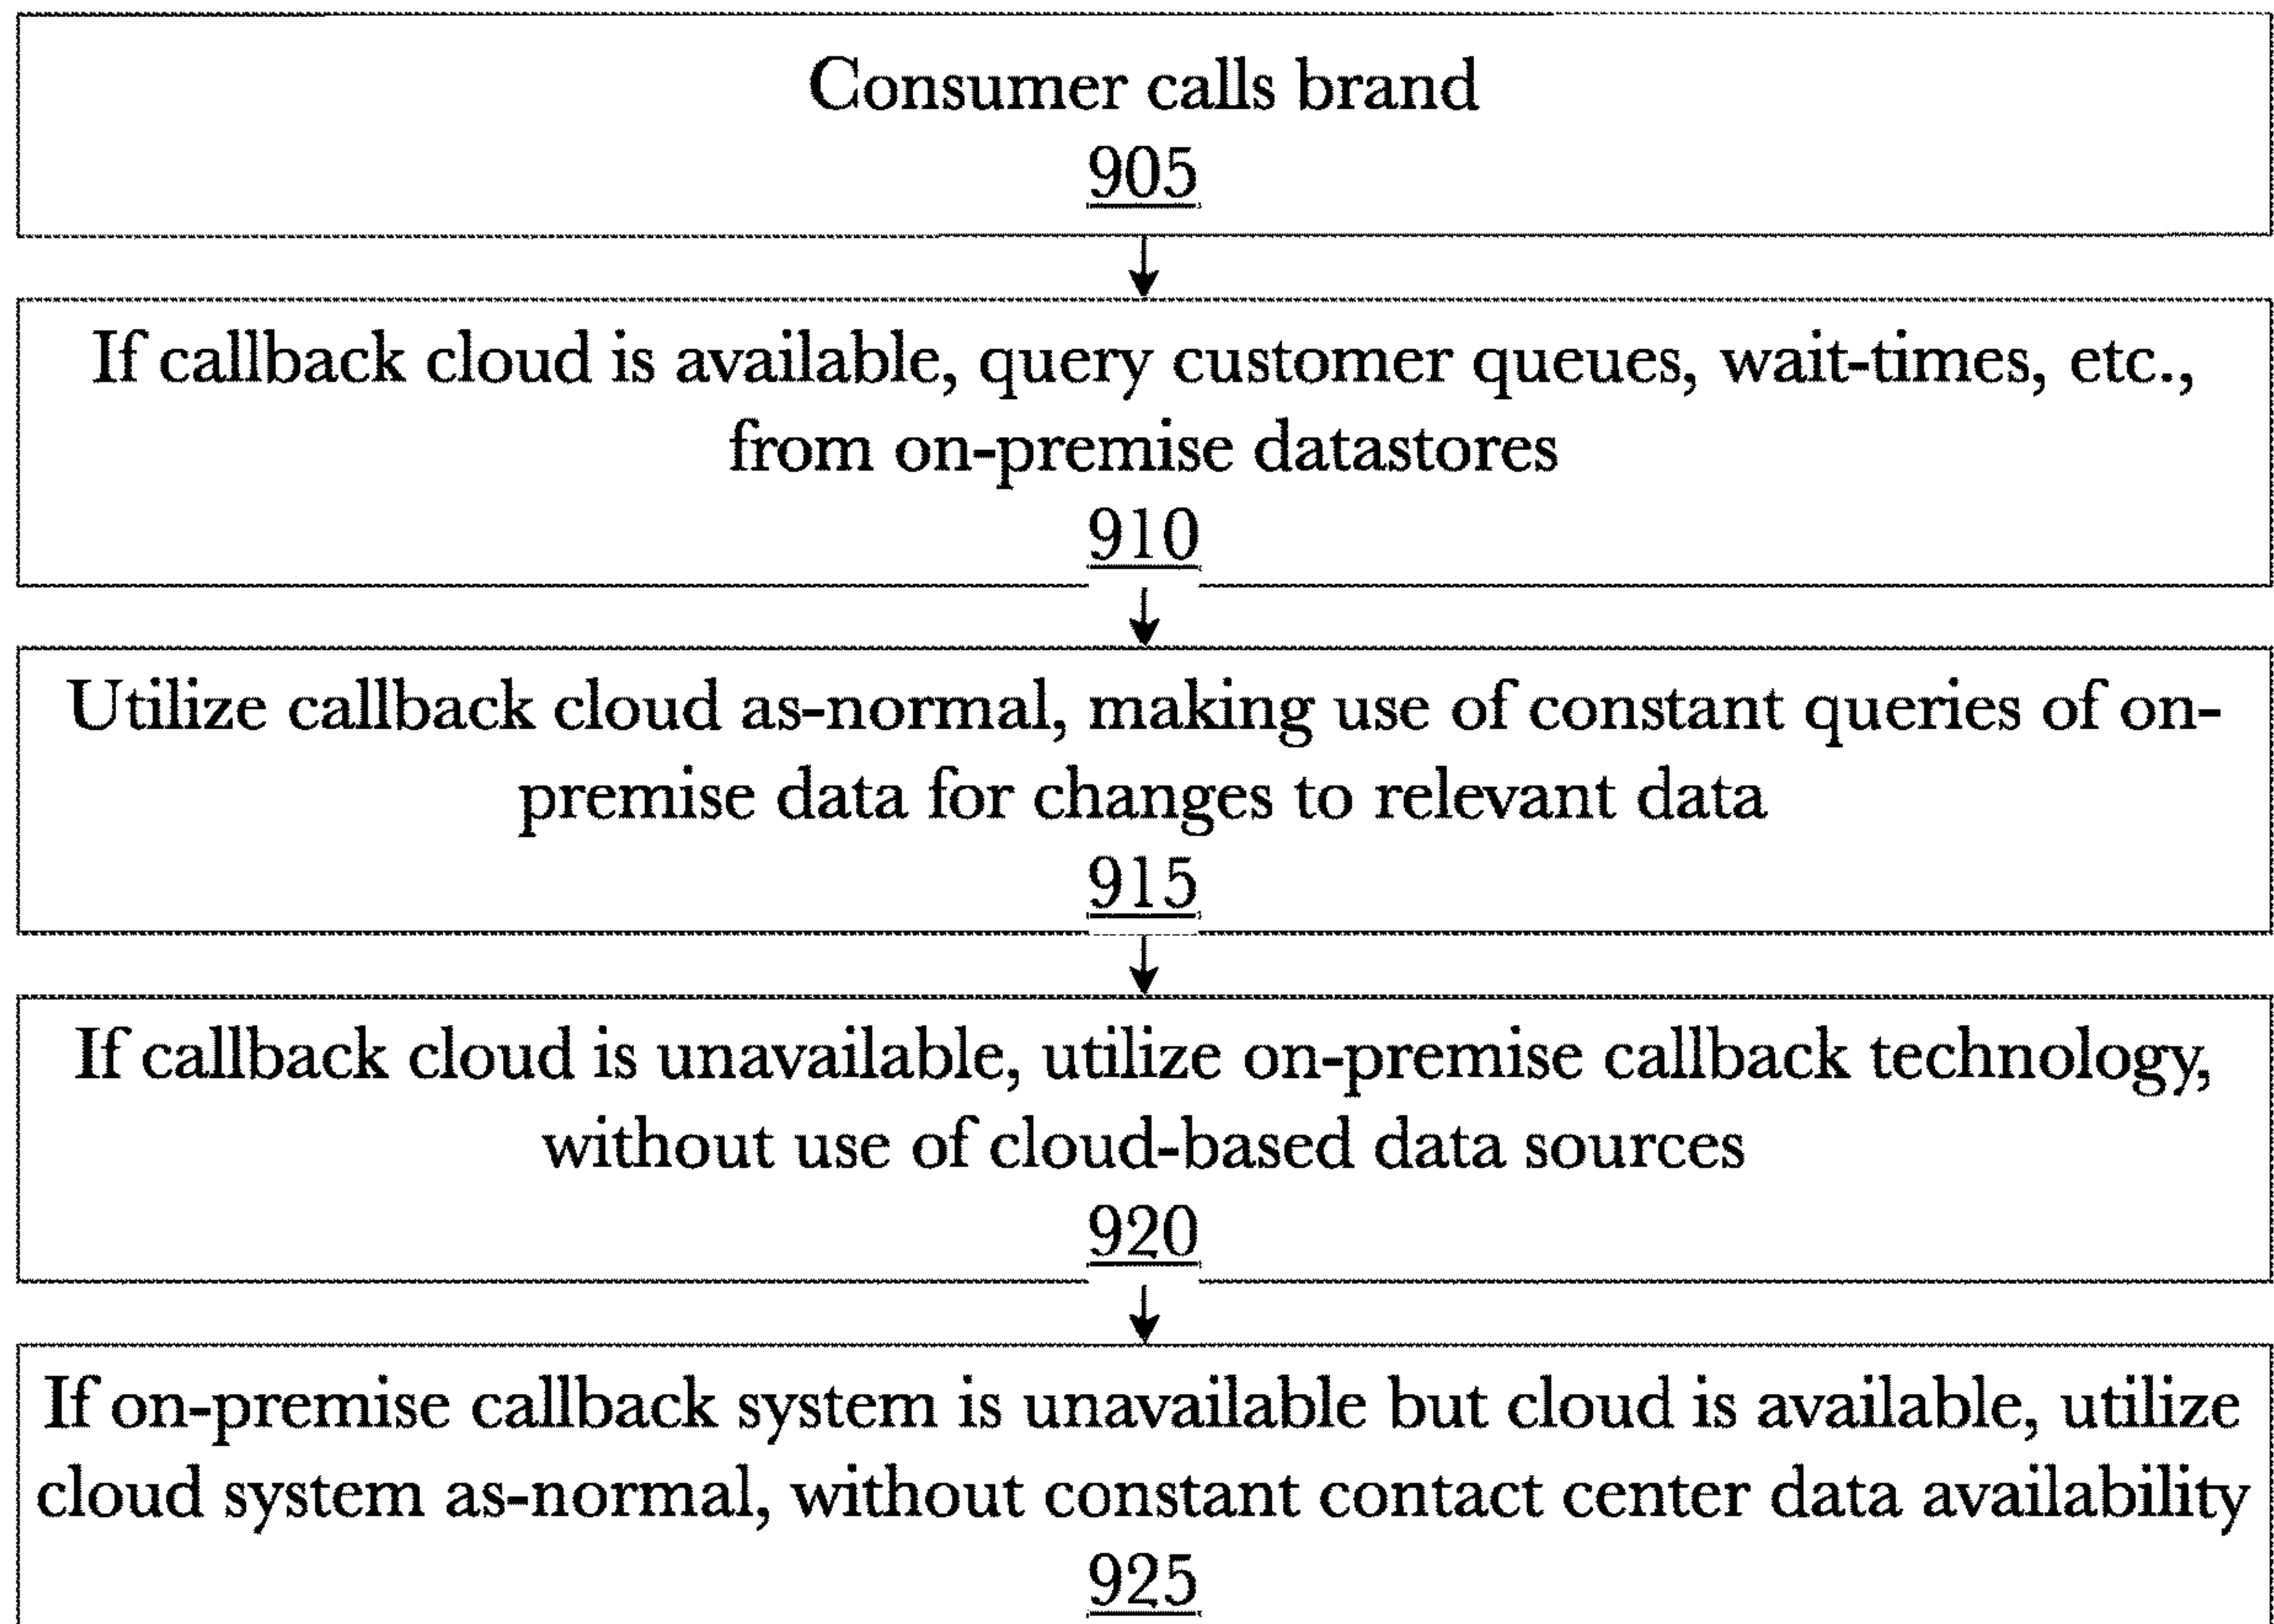 Consumer calls brand
905
If callback cloud is available, query customer queues, wait-times, etc.,
from on-premise datastores
910
Utilize callback cloud as-normal, making use of constant queries of on-
premise data for changes to relevant data
915
If callback cloud is unavailable, utilize on-premise callback technology,
without use of cloud-based data sources
920
If on-premise callback system is unavailable but cloud is available, utilize
cloud system as-normal, without constant contact center data availability
925